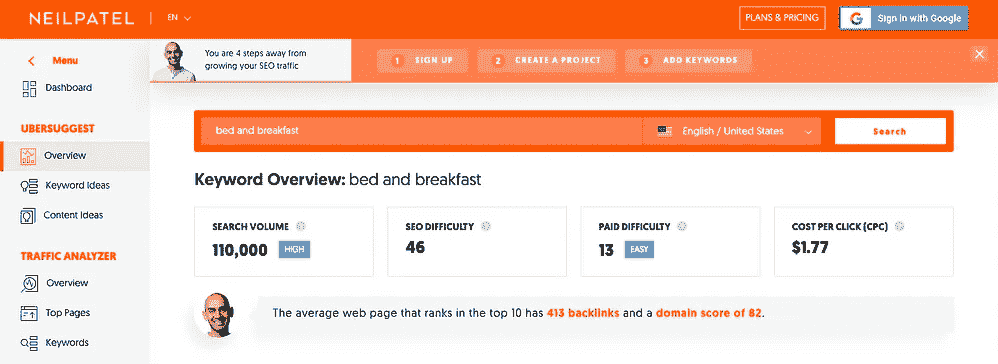 NEILPATEL
EN
PLANS & PRICING
G Sign in with Google
Menu
Dashboard
UBERSUGGEST
Overview
Keyword Ideas
Content Ideas
TRAFFIC ANALYZER
Overview
Top Pages
Keywords
You are 4 steps away from
growing your SEO traffic
1 SIGN UP
2 CREATE A PROJECT
3 ADD KEYWORDS
bed and breakfast
English / United States
Search
Keyword Overview: bed and breakfast
SEARCH VOLUME
110,000 HIGH
SEO DIFFICULTY
46
PAID DIFFICULTY
13 EASY
COST PER CLICK (CPC)
$1.77
The average web page that ranks in the top 10 has 413 backlinks and a domain score of 82.